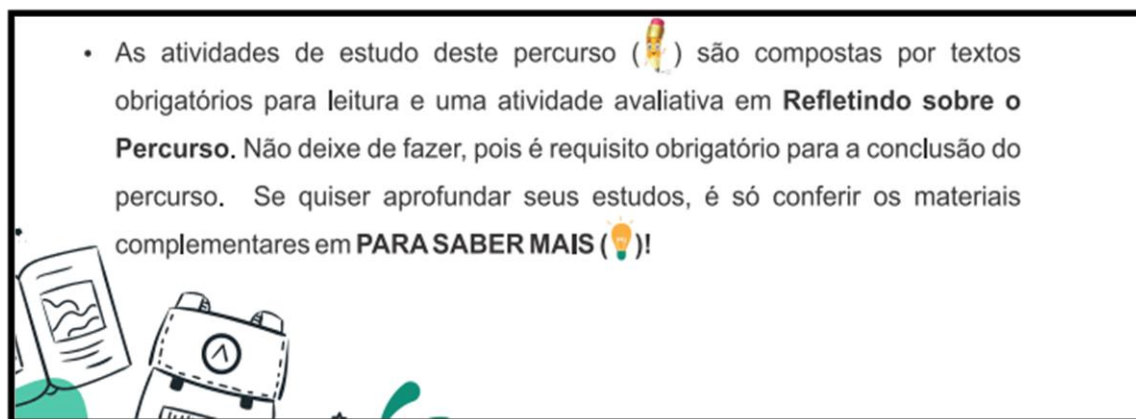 • As atividades de estudo deste percurso ( ) são compostas por textos
obrigatórios para leitura e uma atividade avaliativa em Refletindo sobre o
Percurso. Não deixe de fazer, pois é requisito obrigatório para a conclusão do
percurso. Se quiser aprofundar seus estudos, é só conferir os materiais
complementares em PARA SABER MAIS ( )!